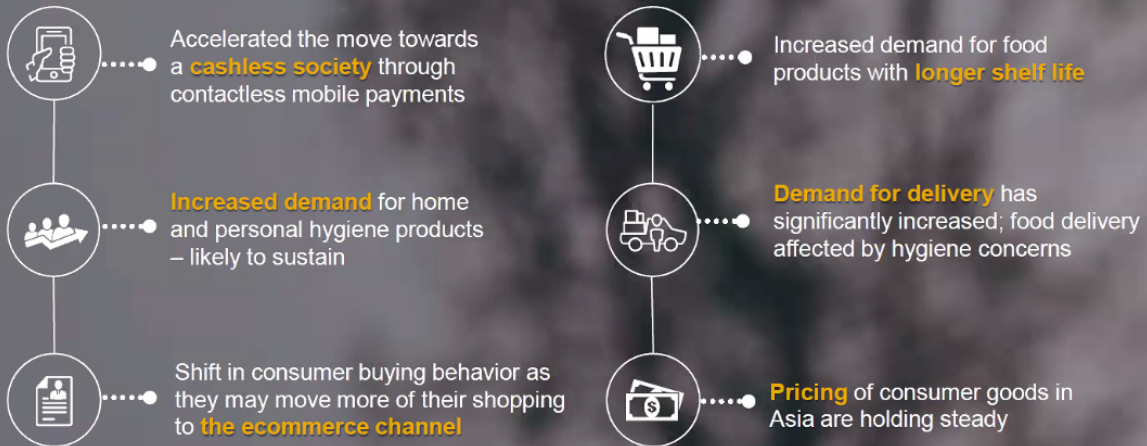 Accelerated the move towards
a cashless society through
contactless mobile payments
Increased demand for home
and personal hygiene products
– likely to sustain
Shift in consumer buying behavior as
they may move more of their shopping
to the ecommerce channel
Increased demand for food
products with longer shelf life
Demand for delivery has
significantly increased; food delivery
affected by hygiene concerns
$
Pricing of consumer goods in
Asia are holding steady